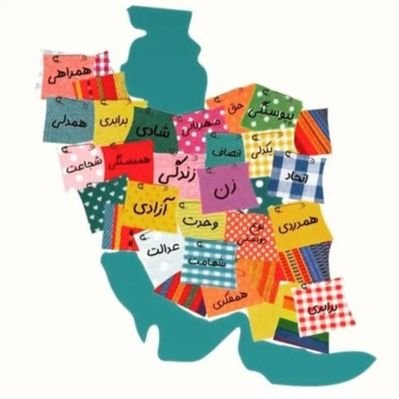 همراهی
حق
پیوستگی
همدلی
برابری
شادی
مهربانی
انصاف
یکدلی
شجاعت
همبستگی
زندگی
زن
اتحاد
آزادی
وحدت
نوع
دوستی
همدردی
عدالت
شهامت
همفکری
برابری